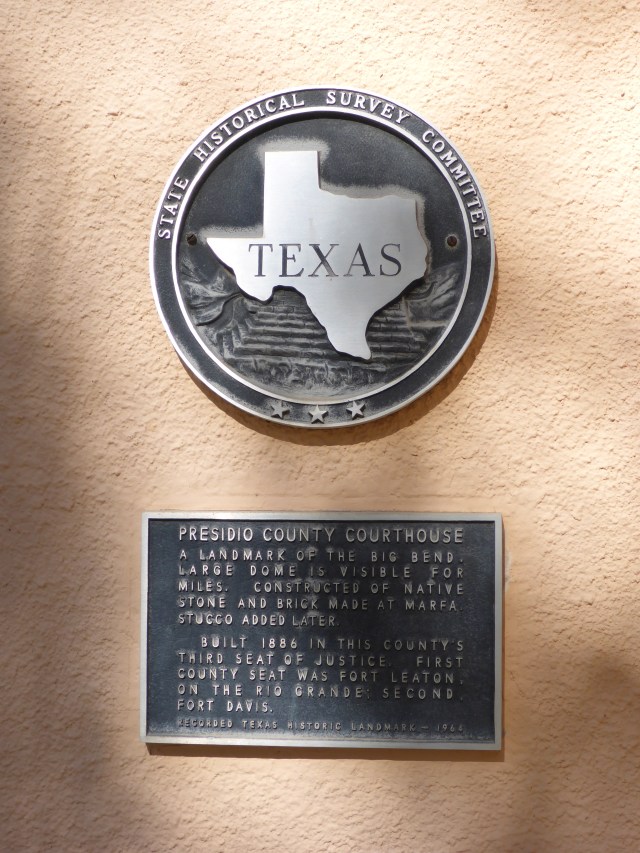 STATE HISTORICAL SURVEY COMMITTEE
TEXAS
PRESIDIO COUNTY COURTHOUSE
A LANDMARK OF THE BIG BEND.
LARGE DOME IS VISIBLE FOR
MILES. CONSTRUCTED OF NATIVE
STONE AND BRICK MADE AT MARFA.
STUCCO ADDED LATER.
BUILT 1886 IN THIS COUNTY'S
THIRD SEAT OF JUSTICE. FIRST
COUNTY SEAT WAS FORT LEATON,
ON THE RIO GRANDE; SECOND,
FORT DAVIS.
RECORDED TEXAS HISTORIC LANDMARK – 1964